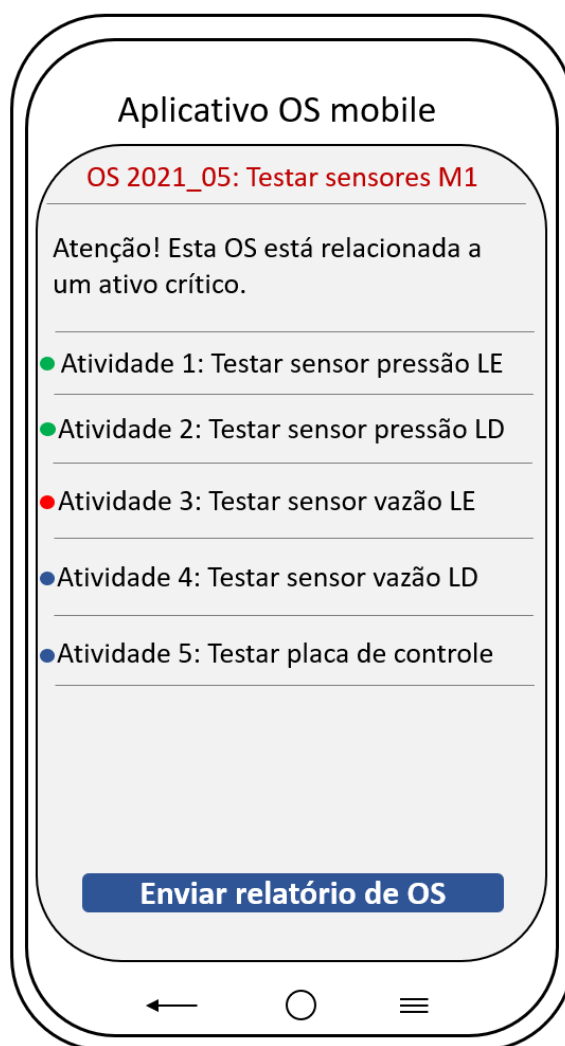 Aplicativo OS mobile
OS 2021_05: Testar sensores M1
Atenção! Esta OS está relacionada a
um ativo crítico.
Atividade 1: Testar sensor pressão LE
Atividade 2: Testar sensor pressão LD
Atividade 3: Testar sensor vazão LE
Atividade 4: Testar sensor vazão LD
Atividade 5: Testar placa de controle
Enviar relatório de OS